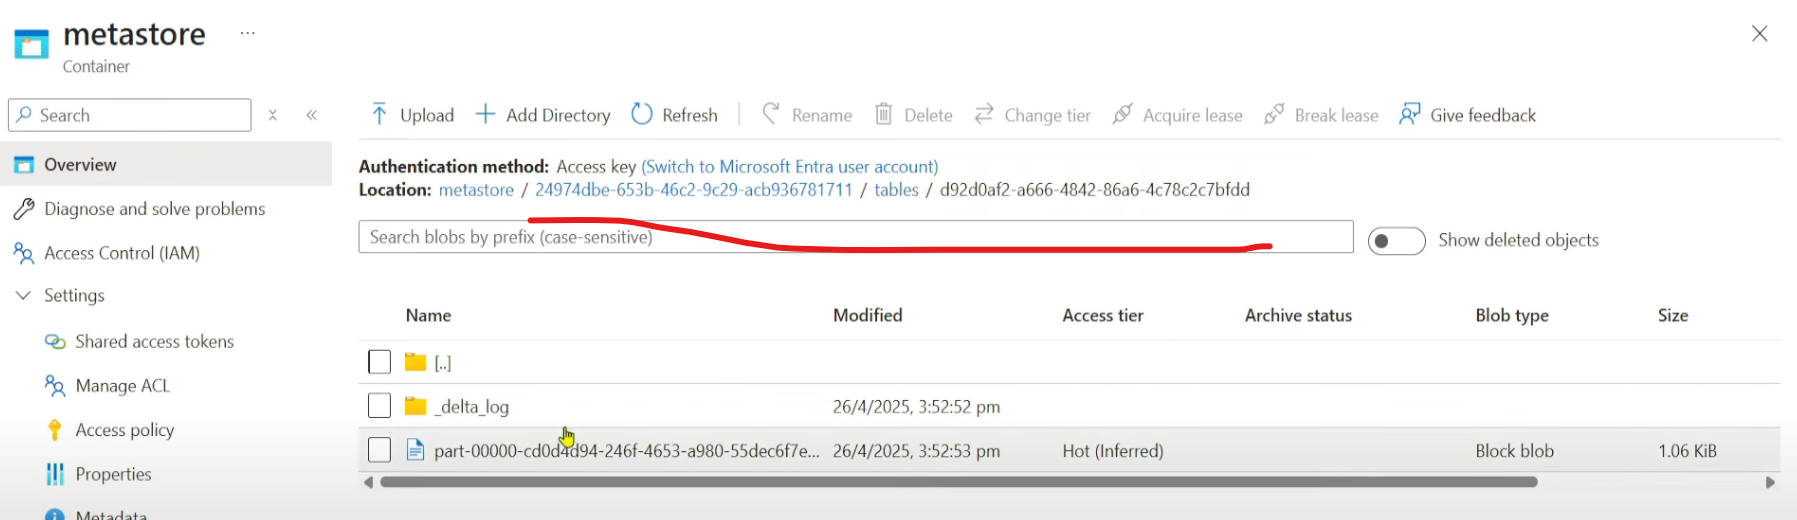 metastore ...
Container
Search
Upload Add Directory Refresh Rename Delete Change tier Acquire lease Break lease Give feedback
Overview
Authentication method: Access key (Switch to Microsoft Entra user account)
Location: metastore / 24974dbe-653b-46c2-9c29-acb936781711 / tables / d92d0af2-a666-4842-86a6-4c78c2c7bfdd
Diagnose and solve problems
Search blobs by prefix (case-sensitive)
Show deleted objects
Access Control (IAM)
Settings
Name Modified Access tier Archive status Blob type Size
Shared access tokens
[..]
Manage ACL
_delta_log 26/4/2025, 3:52:52 pm
Access policy
part-00000-cd0d4d94-246f-4653-a980-55dec6f7e... 26/4/2025, 3:52:53 pm Hot (Inferred) Block blob 1.06 KiB
Properties
Metadata